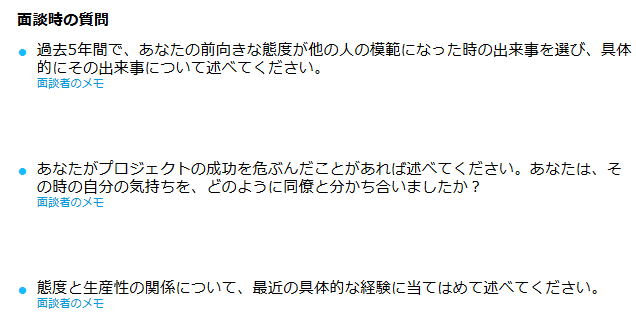 面談時の質問
過去5年間で、あなたの前向きな態度が他の人の模範になった時の出来事を選び、具体
的にその出来事について述べてください。
面談者のメモ
あなたがプロジェクトの成功を危ぶんだことがあれば述べてください。あなたは、そ
の時の自分の気持ちを、どのように同僚と分かち合いましたか？
面談者のメモ
態度と生産性の関係について、最近の具体的な経験に当てはめて述べてください。
面談者のメモ